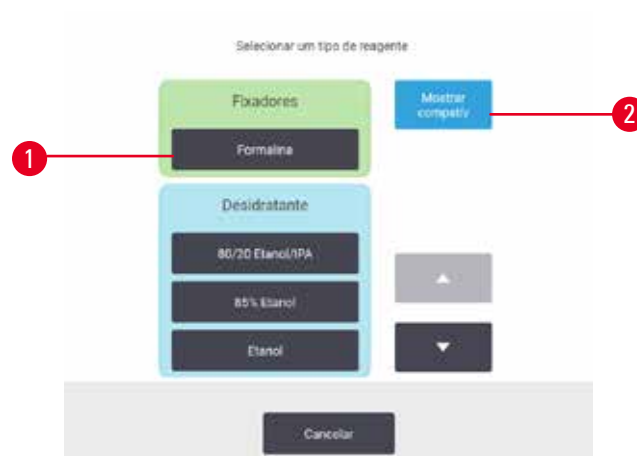 Selecionar um tipo de reagente
Fixadores
Mostrar
compatív
1
Formalina
2
Desidratante
80/20 Etanol/IPA
85% Etanol
Etanol
Cancelar